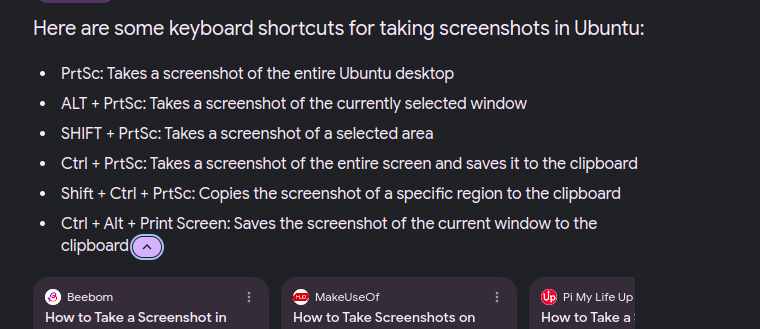 Here are some keyboard shortcuts for taking screenshots in Ubuntu:
PrtSc: Takes a screenshot of the entire Ubuntu desktop
ALT + PrtSc: Takes a screenshot of the currently selected window
SHIFT + PrtSc: Takes a screenshot of a selected area
Ctrl + PrtSc: Takes a screenshot of the entire screen and saves it to the clipboard
Shift + Ctrl + PrtSc: Copies the screenshot of a specific region to the clipboard
Ctrl + Alt + Print Screen: Saves the screenshot of the current window to the
clipboard
Beebom
How to Take a Screenshot in
MUO MakeUseOf
How to Take Screenshots on
Up Pi My Life Up
How to Take a